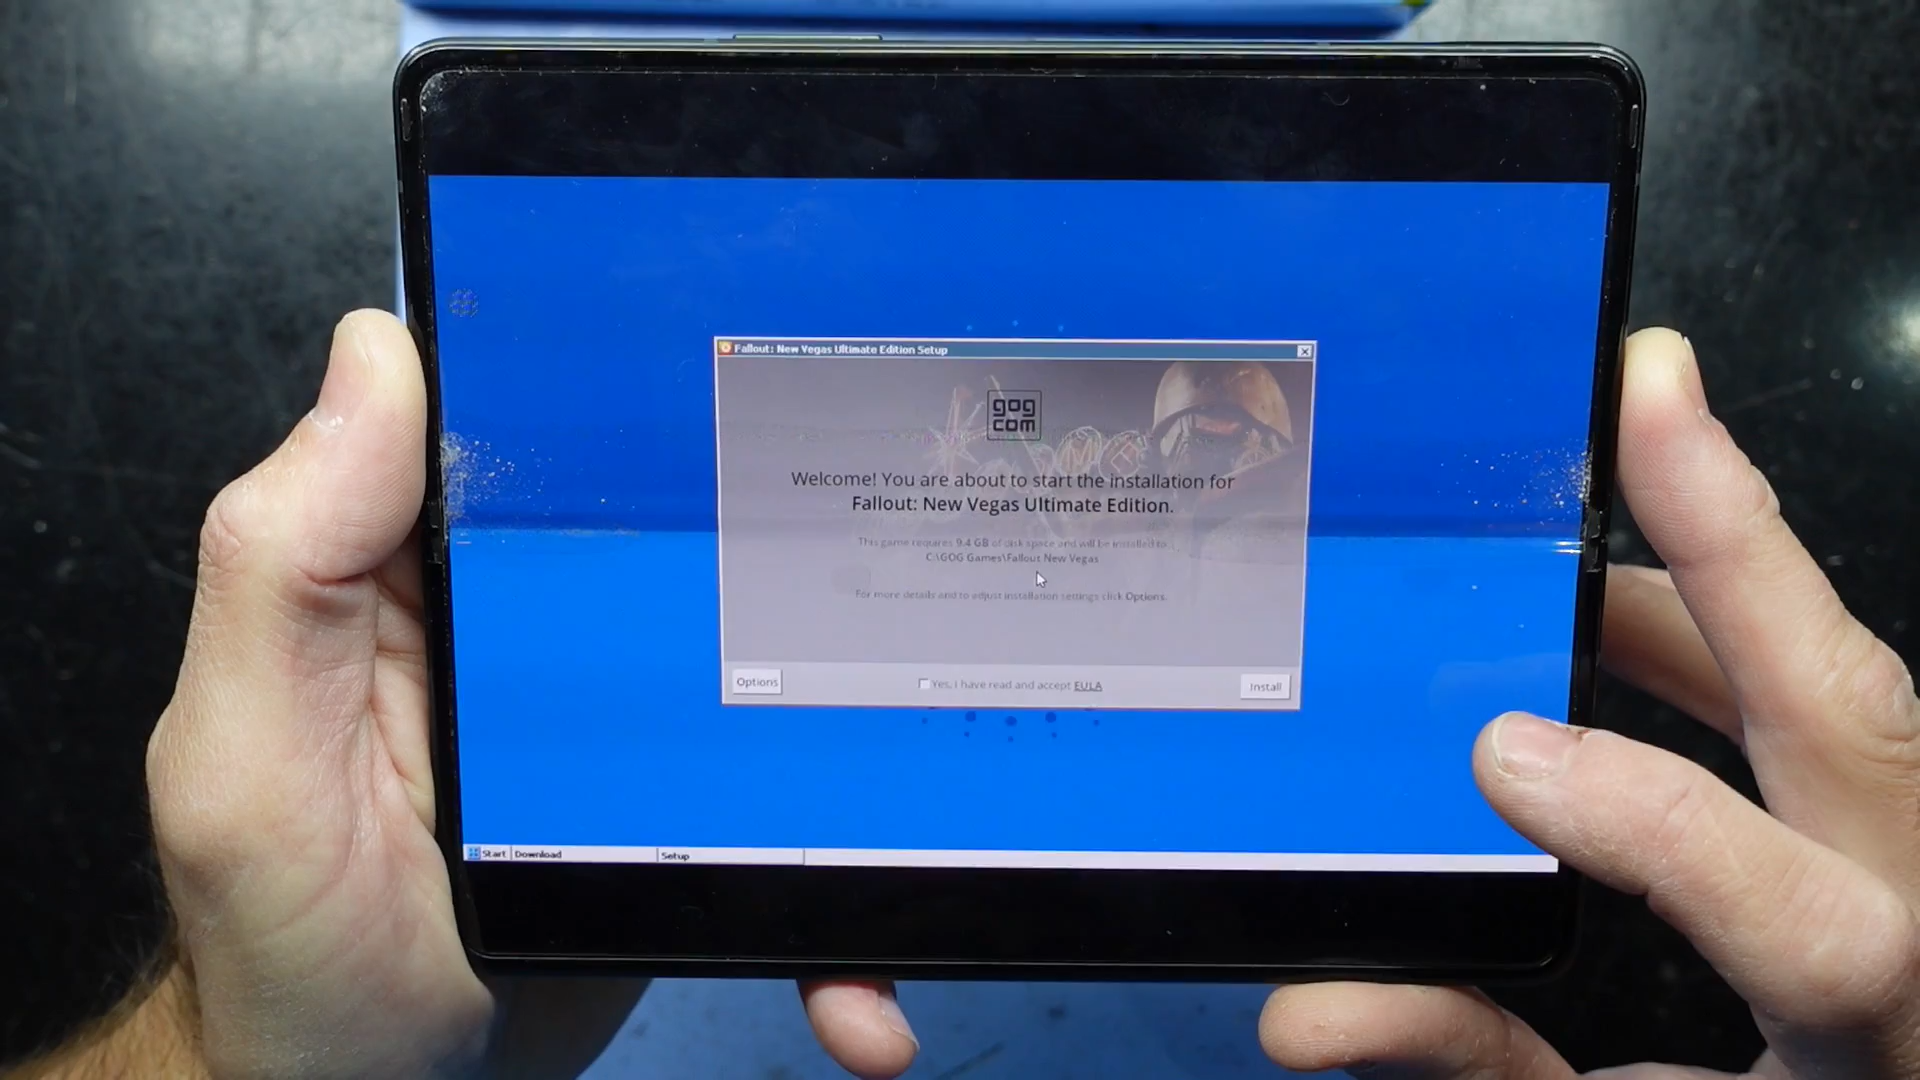 Fallout: New Vegas Ultimate Edition Setup
gog
com
Welcome! You are about to start the installation for
Fallout: New Vegas Ultimate Edition.
This game requires 9.4 GB of disk space and will be installed to
C:\GOG Games\Fallout New Vegas
For more details and to adjust installation settings click Options.
Options
Yes, I have read and accept EULA
Install
Start
Download
Setup